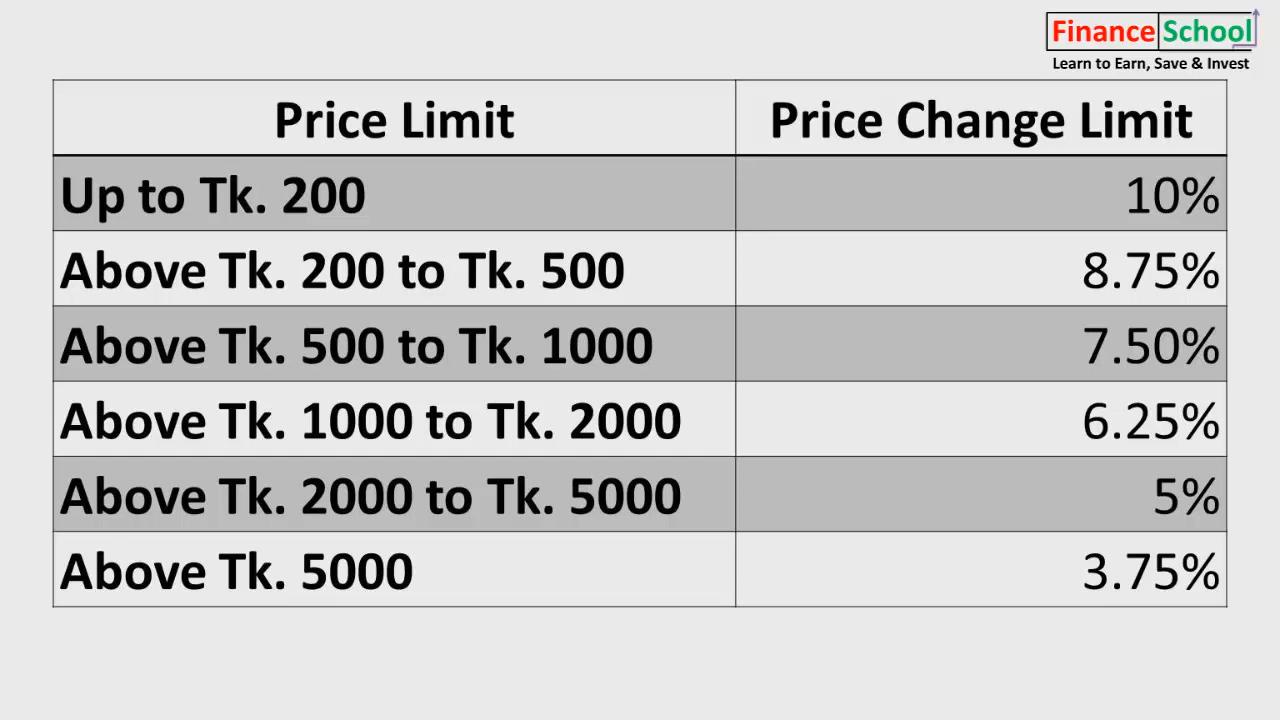 Finance School
Learn to Earn, Save & Invest
Price Limit Price Change Limit
Up to Tk. 200 10%
Above Tk. 200 to Tk. 500 8.75%
Above Tk. 500 to Tk. 1000 7.50%
Above Tk. 1000 to Tk. 2000 6.25%
Above Tk. 2000 to Tk. 5000 5%
Above Tk. 5000 3.75%